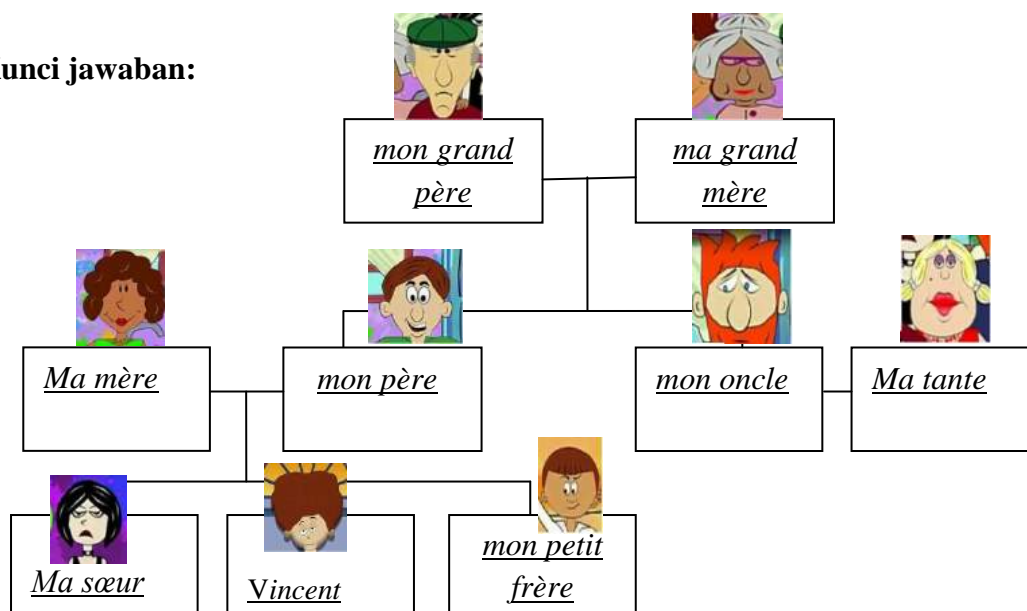 unci jawaban:
mon grand
père
ma grand
mère
Ma mère
mon père
mon oncle
Ma tante
Ma sœur
Vincent
mon petit
frère